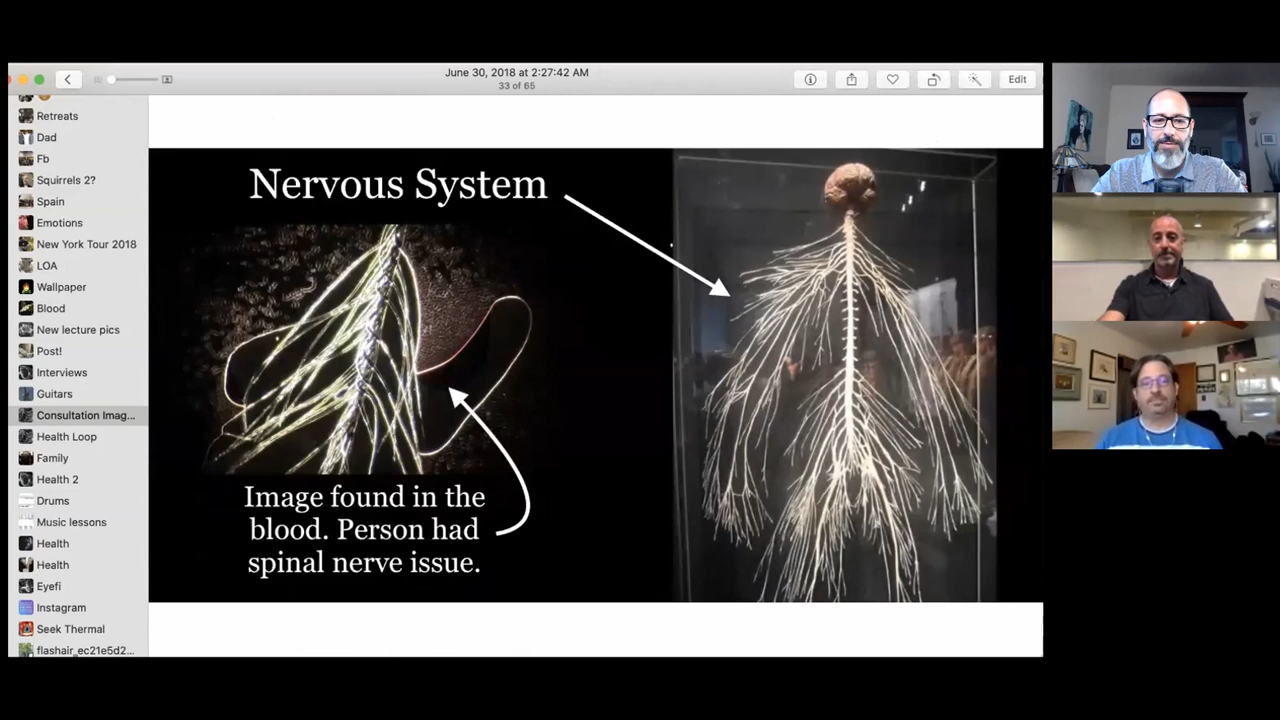 June 30, 2018 at 2:27:42 AM
33 of 65
Edit
Retreats
Dad
Fb
Squirrels 2?
Spain
Emotions
New York Tour 2018
LOA
Wallpaper
Blood
New lecture pics
Post!
Interviews
Guitars
Consultation Imag...
Health Loop
Family
Health 2
Drums
Music lessons
Health
Health
Eyefi
Instagram
Seek Thermal
flashair_ec21e5d2...
Nervous System
Image found in the
blood. Person had
spinal nerve issue.